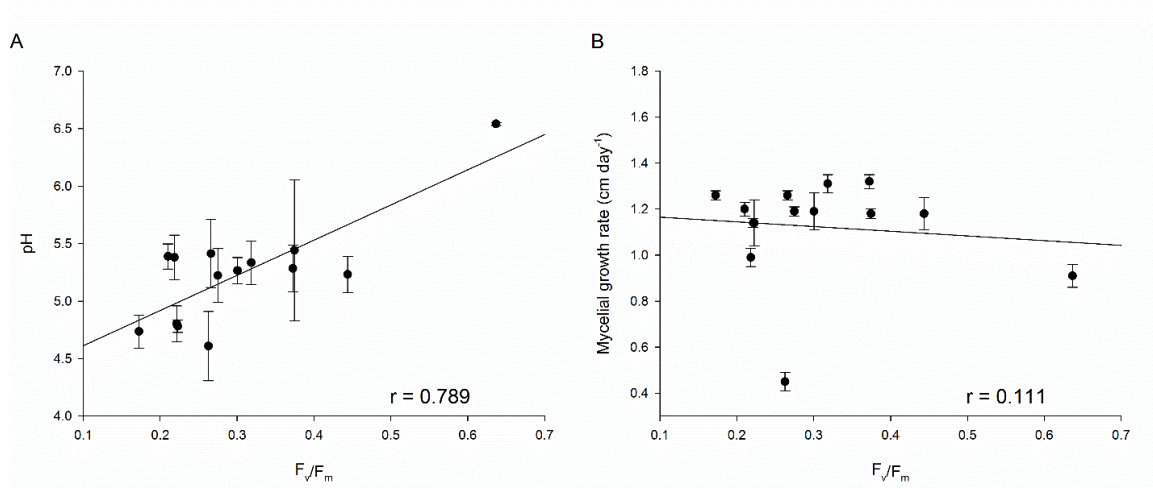 A
B
7.0
6.5
6.0
5.5
5.0
4.5
4.0
pH
0.1 0.2 0.3 0.4 0.5 0.6 0.7
Fv/Fm
r = 0.789
1.8
1.6
1.4
1.2
1.0
0.8
0.6
0.4
Mycelial growth rate (cm day-1)
0.1 0.2 0.3 0.4 0.5 0.6 0.7
Fv/Fm
r = 0.111